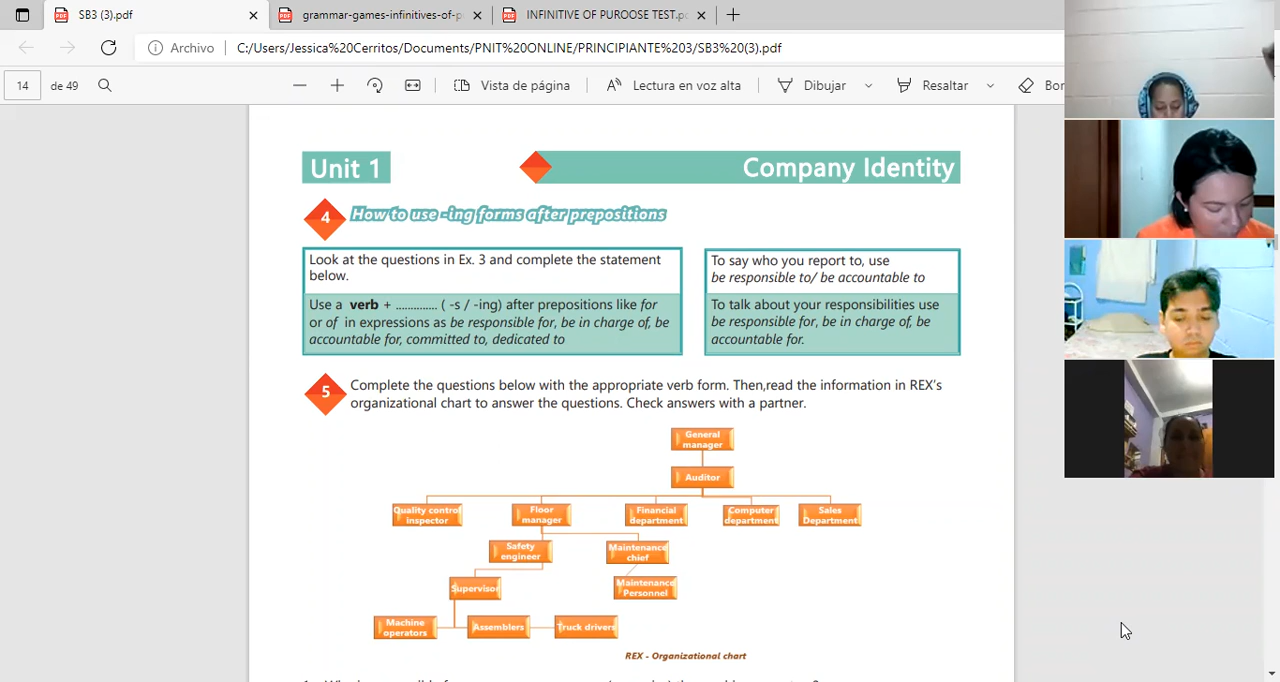 SB3 (3).pdf
grammar-games-infinitives-of-p
INFINITIVE OF PUROOSE TEST.pc
Archivo
C:/Users/Jessica%20Cerritos/Documents/PNIT%20ONLINE/PRINCIPIANTE%203/SB3%20(3).pdf
14
de 49
Vista de página
Lectura en voz alta
Dibujar
Resaltar
Bor
Unit 1
Company Identity
4
How to use -ing forms after prepositions
Look at the questions in Ex. 3 and complete the statement
below.
Use a verb + .............. ( -s / -ing) after prepositions like for
or of in expressions as be responsible for, be in charge of, be
accountable for, committed to, dedicated to
To say who you report to, use
be responsible to/ be accountable to
To talk about your responsibilities use
be responsible for, be in charge of, be
accountable for.
5
Complete the questions below with the appropriate verb form. Then,read the information in REX's
organizational chart to answer the questions. Check answers with a partner.
General
manager
Auditor
Quality control
inspector
Floor
manager
Financial
department
Computer
department
Sales
Department
Safety
engineer
Maintenance
chief
Supervisor
Maintenance
Personnel
Machine
operators
Assemblers
Truck drivers
REX - Organizational chart